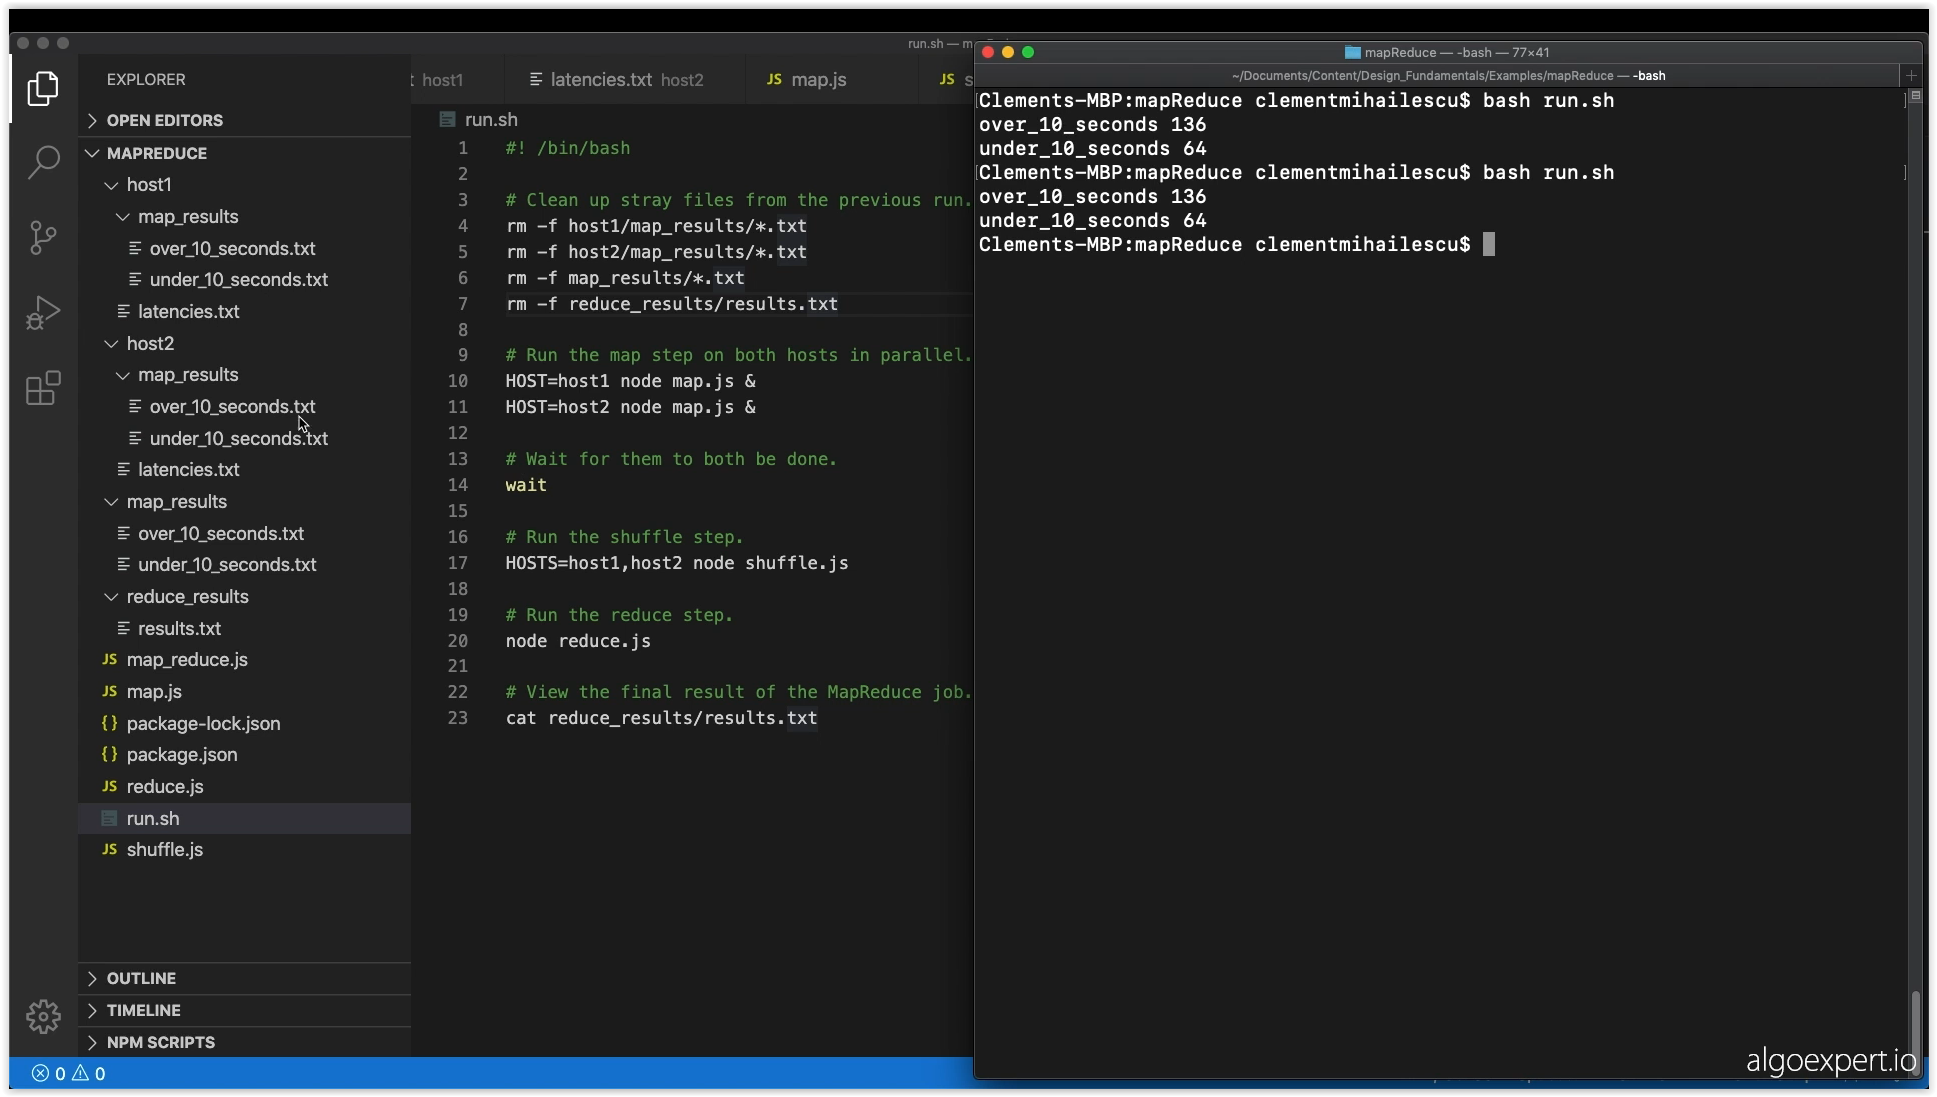 run.sh — m
EXPLORER
OPEN EDITORS
MAPREDUCE
host1
map_results
over_10_seconds.txt
under_10_seconds.txt
latencies.txt
host2
map_results
over_10_seconds.txt
under_10_seconds.txt
latencies.txt
map_results
over_10_seconds.txt
under_10_seconds.txt
reduce_results
results.txt
JS map_reduce.js
JS map.js
{} package-lock.json
{} package.json
JS reduce.js
run.sh
JS shuffle.js
OUTLINE
TIMELINE
NPM SCRIPTS
0 0
t host1 latencies.txt host2 JS map.js JS s
run.sh
1 #! /bin/bash
2
3 # Clean up stray files from the previous run.
4 rm -f host1/map_results/*.txt
5 rm -f host2/map_results/*.txt
6 rm -f map_results/*.txt
7 rm -f reduce_results/results.txt
8
9 # Run the map step on both hosts in parallel.
10 HOST=host1 node map.js &
11 HOST=host2 node map.js &
12
13 # Wait for them to both be done.
14 wait
15
16 # Run the shuffle step.
17 HOSTS=host1,host2 node shuffle.js
18
19 # Run the reduce step.
20 node reduce.js
21
22 # View the final result of the MapReduce job.
23 cat reduce_results/results.txt
mapReduce — -bash — 77×41
~/Documents/Content/Design_Fundamentals/Examples/mapReduce — -bash +
[Clements-MBP:mapReduce clementmihailescu$ bash run.sh ]
over_10_seconds 136
under_10_seconds 64
[Clements-MBP:mapReduce clementmihailescu$ bash run.sh ]
over_10_seconds 136
under_10_seconds 64
Clements-MBP:mapReduce clementmihailescu$
algoexpert.io